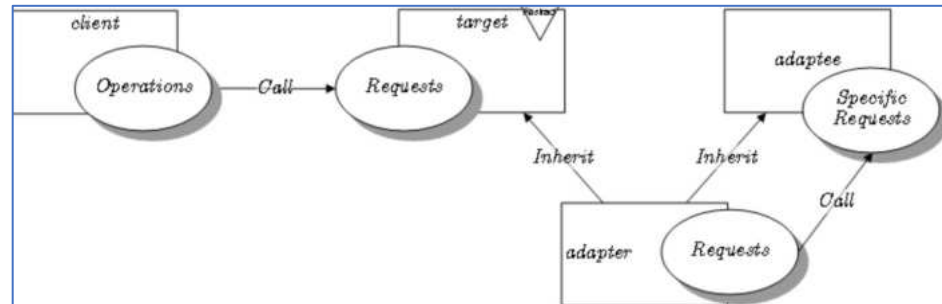 client
target
adaptee
Operations
Call
Requests
Specific
Requests
Inherit
Inherit
Call
adapter
Requests